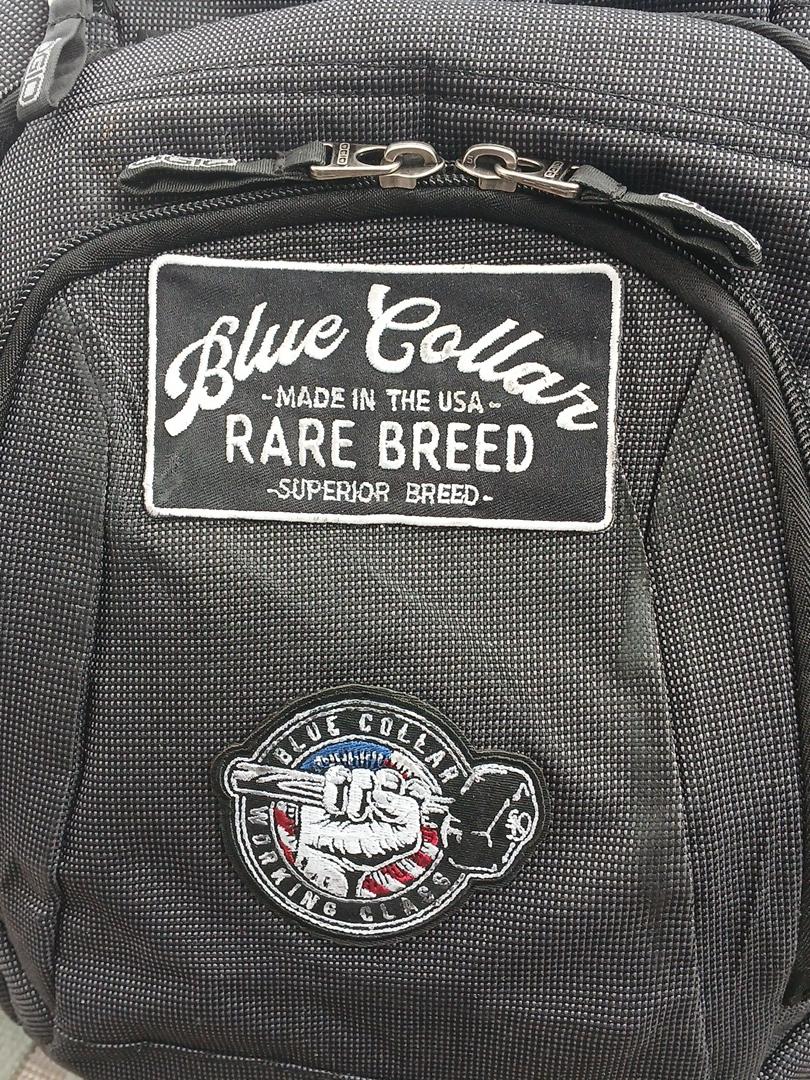 Blue Collar
-MADE IN THE USA-
RARE BREED
-SUPERIOR BREED-
BLUE COLLAR
WORKING CLASS